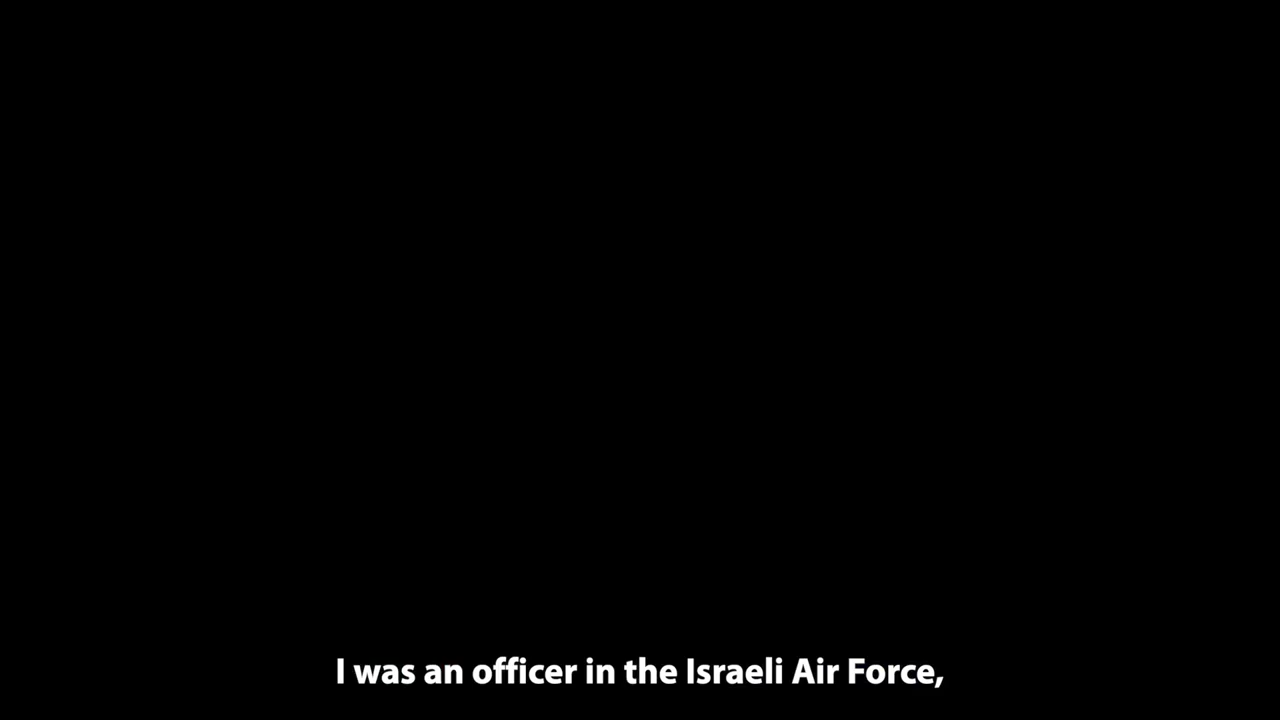 I was an officer in the Israeli Air Force,